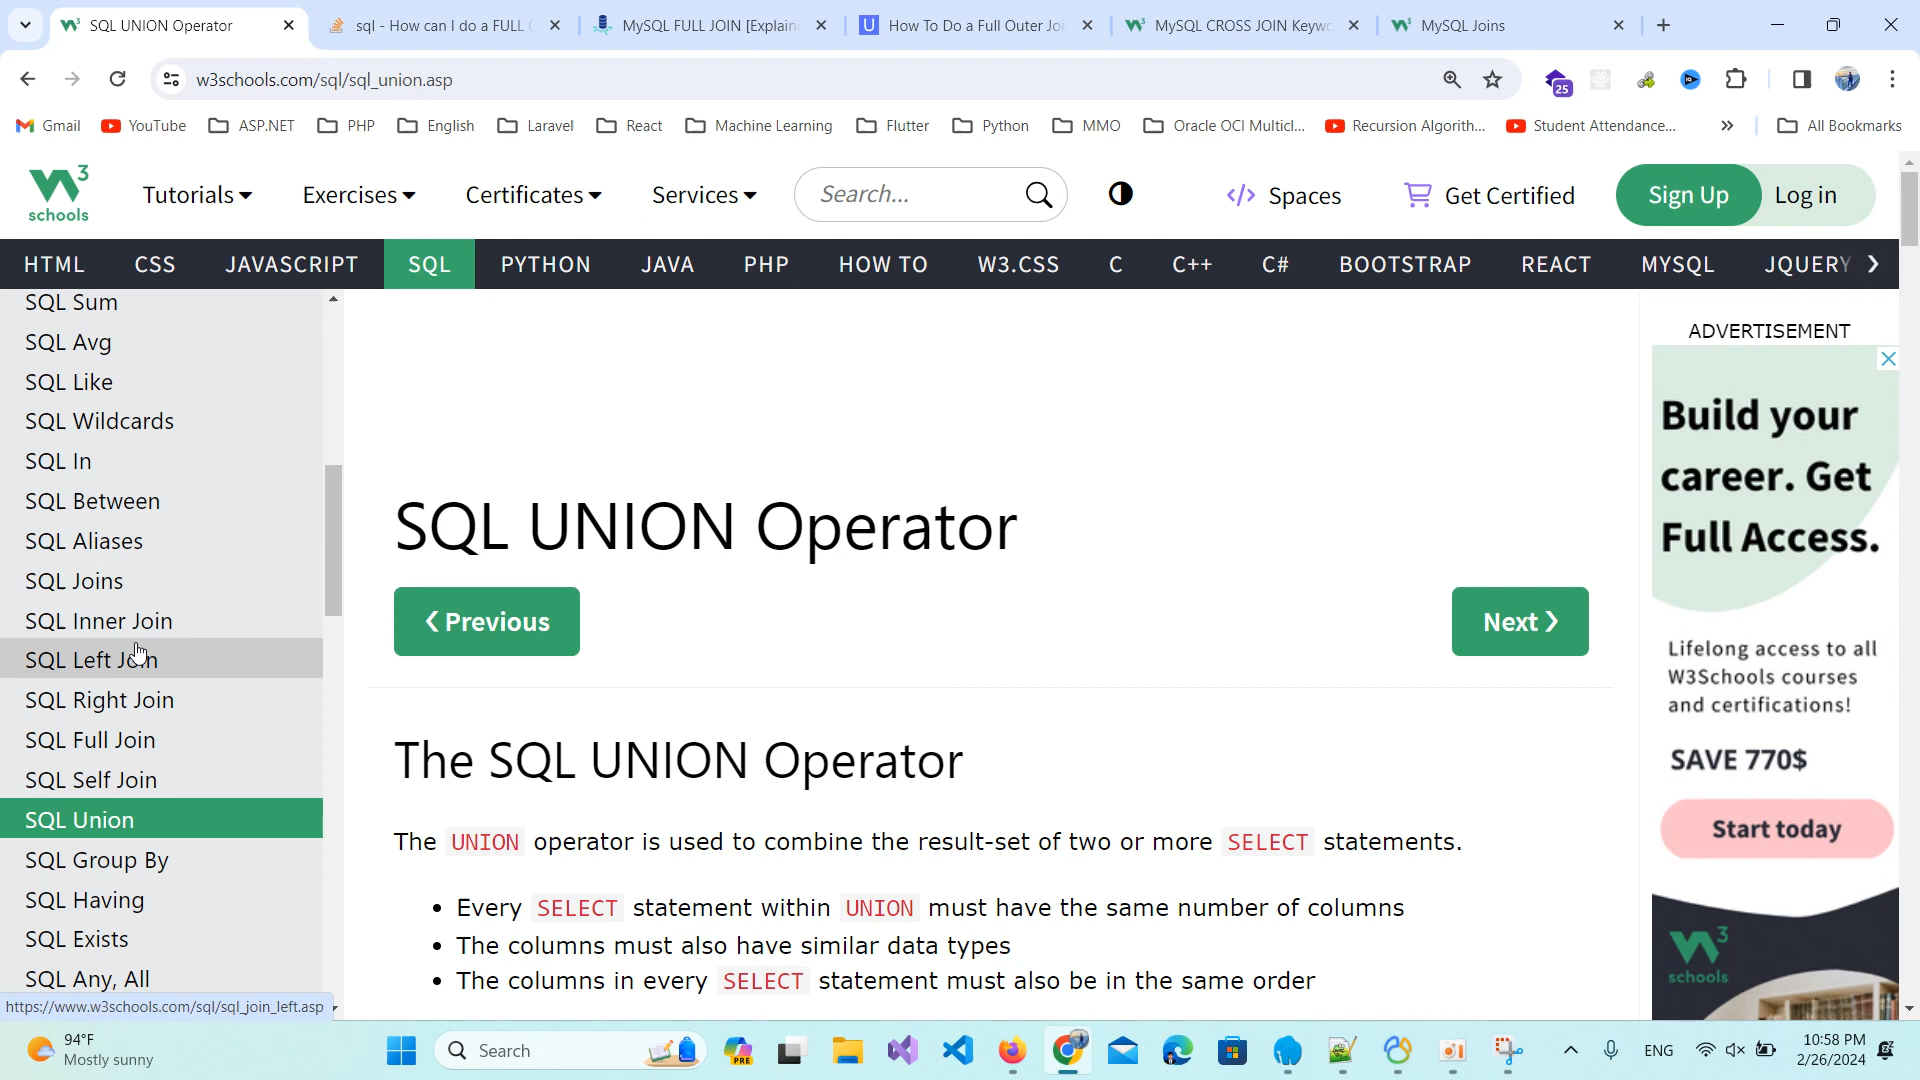 SQL UNION Operator
sql - How can I do a FULL
MySQL FULL JOIN [Explain
How To Do a Full Outer Joi
MySQL CROSS JOIN Keyw
MySQL Joins
w3schools.com/sql/sql_union.asp
25
Gmail
YouTube
ASP.NET
PHP
English
Laravel
React
Machine Learning
Flutter
Python
MMO
Oracle OCI Multicl...
Recursion Algorith...
Student Attendance...
All Bookmarks
3
schools
Tutorials
Exercises
Certificates
Services
Search...
Spaces
Get Certified
Sign Up
Log in
HTML
CSS
JAVASCRIPT
SQL
PYTHON
JAVA
PHP
HOW TO
W3.CSS
C
C++
C#
BOOTSTRAP
REACT
MYSQL
JQUERY
SQL Sum
SQL Avg
SQL Like
SQL Wildcards
SQL In
SQL Between
SQL Aliases
SQL Joins
SQL Inner Join
SQL Left Join
SQL Right Join
SQL Full Join
SQL Self Join
SQL Union
SQL Group By
SQL Having
SQL Exists
SQL Any, All
https://www.w3schools.com/sql/sql_join_left.asp
SQL UNION Operator
❮ Previous
Next ❯
The SQL UNION Operator
The UNION operator is used to combine the result-set of two or more SELECT statements.
• Every SELECT statement within UNION must have the same number of columns
• The columns must also have similar data types
• The columns in every SELECT statement must also be in the same order
ADVERTISEMENT
Build your
career. Get
Full Access.
Lifelong access to all
W3Schools courses
and certifications!
SAVE 770$
Start today
3
schools
94°F
Mostly sunny
Search
PRE
ENG
10:58 PM
2/26/2024